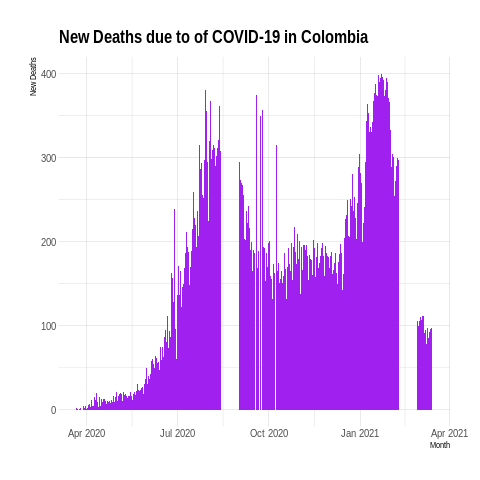 New Deaths due to of COVID-19 in Colombia
New Deaths
400
300
200
100
0
Apr 2020
Jul 2020
Oct 2020
Jan 2021
Apr 2021
Month